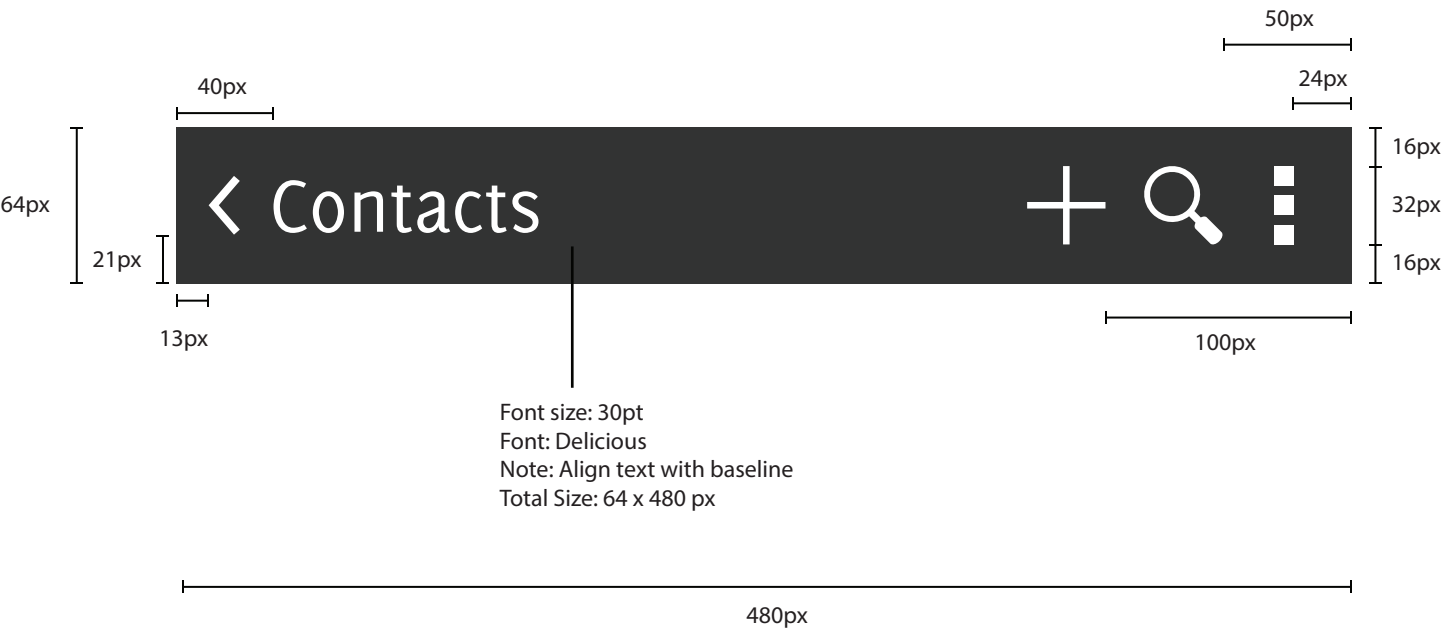 50px
40px
24px
16px
64px
Contacts
32px
21px
16px
13px
100px
Font size: 30pt
Font: Delicious
Note: Align text with baseline
Total Size: 64 x 480 px
480px